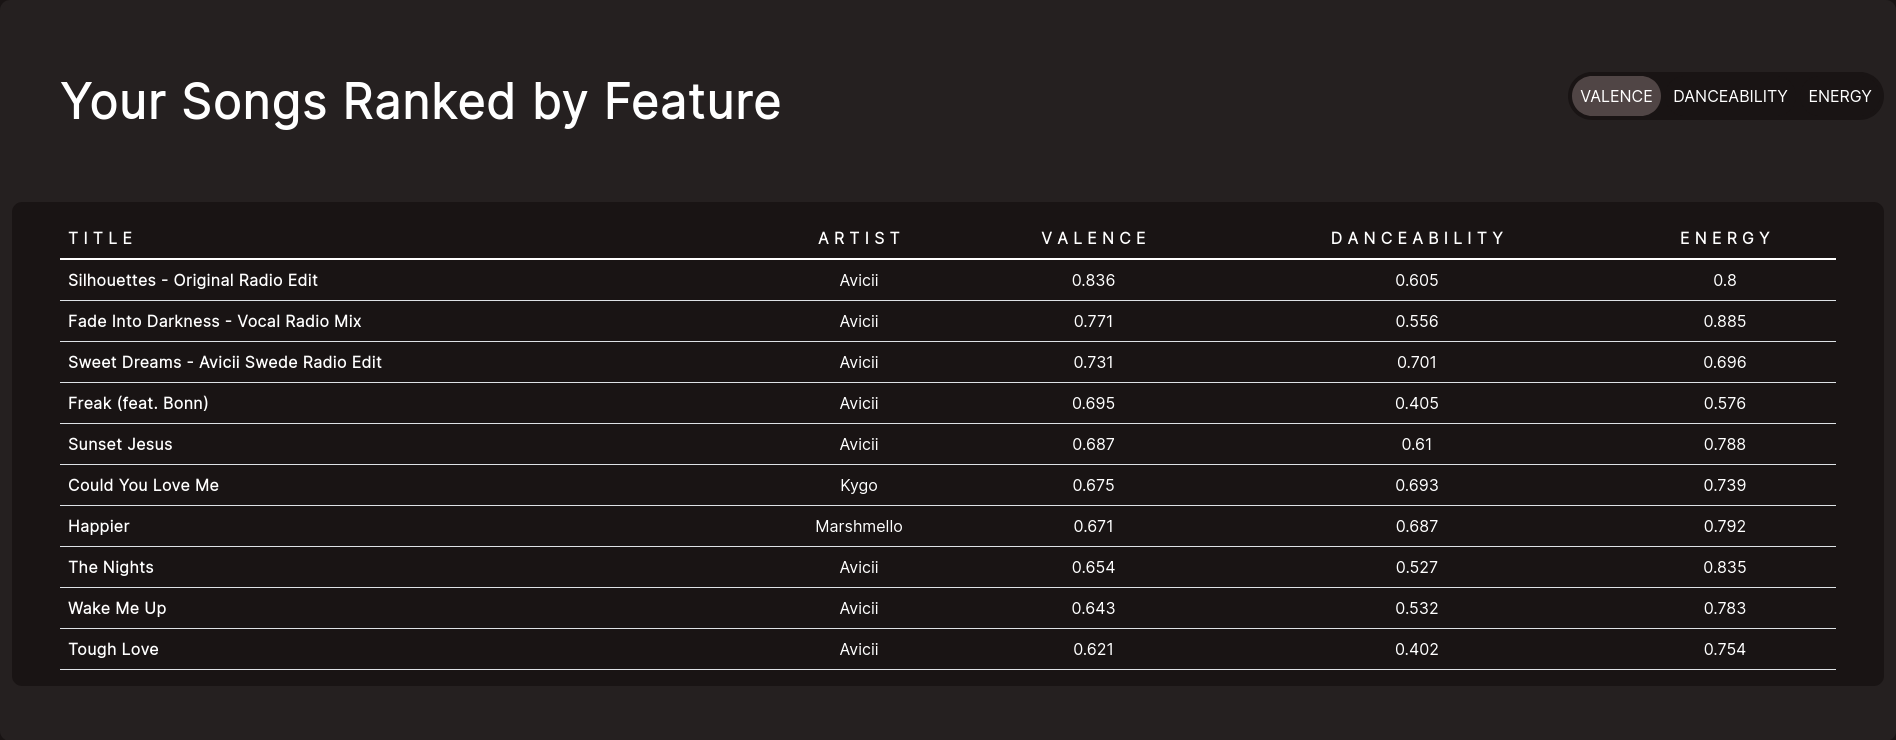 Your Songs Ranked by Feature
VALENCE DANCEABILITY ENERGY
TITLE ARTIST VALENCE DANCEABILITY ENERGY
Silhouettes - Original Radio Edit Avicii 0.836 0.605 0.8
Fade Into Darkness - Vocal Radio Mix Avicii 0.771 0.556 0.885
Sweet Dreams - Avicii Swede Radio Edit Avicii 0.731 0.701 0.696
Freak (feat. Bonn) Avicii 0.695 0.405 0.576
Sunset Jesus Avicii 0.687 0.61 0.788
Could You Love Me Kygo 0.675 0.693 0.739
Happier Marshmello 0.671 0.687 0.792
The Nights Avicii 0.654 0.527 0.835
Wake Me Up Avicii 0.643 0.532 0.783
Tough Love Avicii 0.621 0.402 0.754